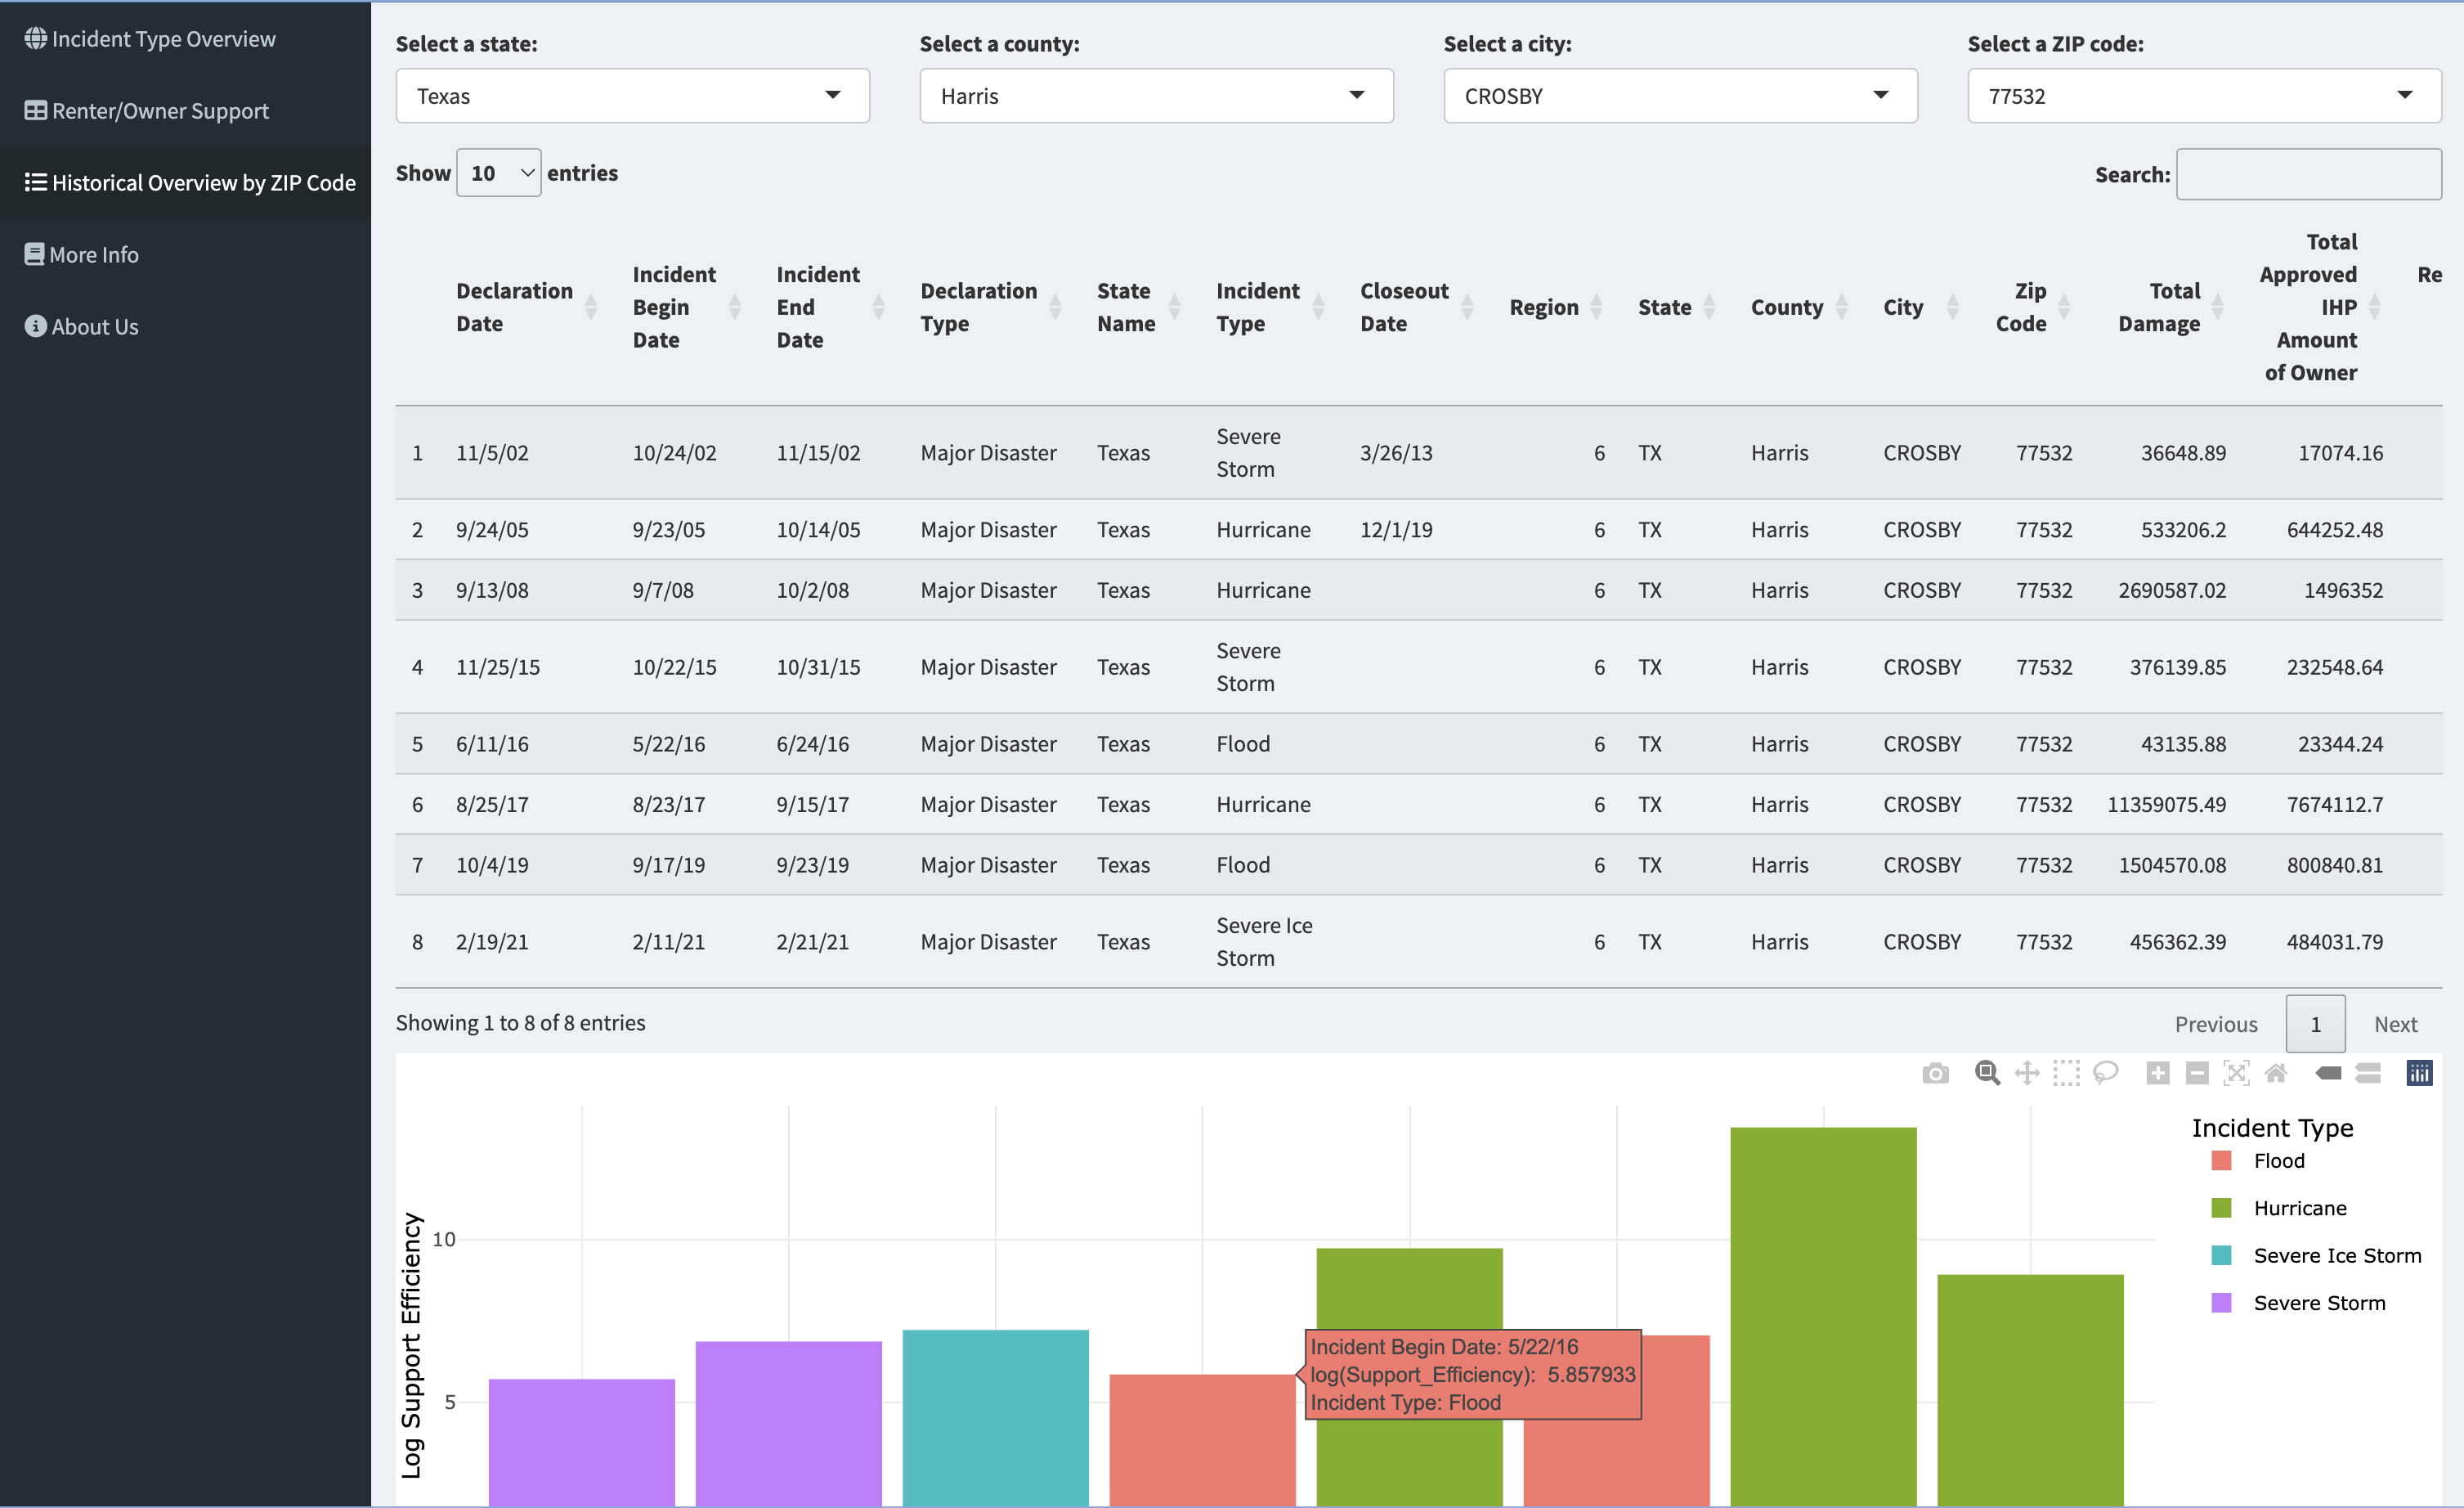 Incident Type Overview
Renter/Owner Support
Historical Overview by ZIP Code
More Info
About Us
Select a state: Select a county: Select a city: Select a ZIP code:
Texas Harris CROSBY 77532
Show 10 entries Search:
Declaration Date Incident Begin Date Incident End Date Declaration Type State Name Incident Type Closeout Date Region State County City Zip Code Total Damage Total Approved IHP Amount of Owner Re
1 11/5/02 10/24/02 11/15/02 Major Disaster Texas Severe Storm 3/26/13 6 TX Harris CROSBY 77532 36648.89 17074.16
2 9/24/05 9/23/05 10/14/05 Major Disaster Texas Hurricane 12/1/19 6 TX Harris CROSBY 77532 533206.2 644252.48
3 9/13/08 9/7/08 10/2/08 Major Disaster Texas Hurricane 6 TX Harris CROSBY 77532 2690587.02 1496352
4 11/25/15 10/22/15 10/31/15 Major Disaster Texas Severe Storm 6 TX Harris CROSBY 77532 376139.85 232548.64
5 6/11/16 5/22/16 6/24/16 Major Disaster Texas Flood 6 TX Harris CROSBY 77532 43135.88 23344.24
6 8/25/17 8/23/17 9/15/17 Major Disaster Texas Hurricane 6 TX Harris CROSBY 77532 11359075.49 7674112.7
7 10/4/19 9/17/19 9/23/19 Major Disaster Texas Flood 6 TX Harris CROSBY 77532 1504570.08 800840.81
8 2/19/21 2/11/21 2/21/21 Major Disaster Texas Severe Ice Storm 6 TX Harris CROSBY 77532 456362.39 484031.79
Showing 1 to 8 of 8 entries Previous 1 Next
Log Support Efficiency
10
5
Incident Begin Date: 5/22/16
log(Support_Efficiency): 5.857933
Incident Type: Flood
Incident Type
Flood
Hurricane
Severe Ice Storm
Severe Storm